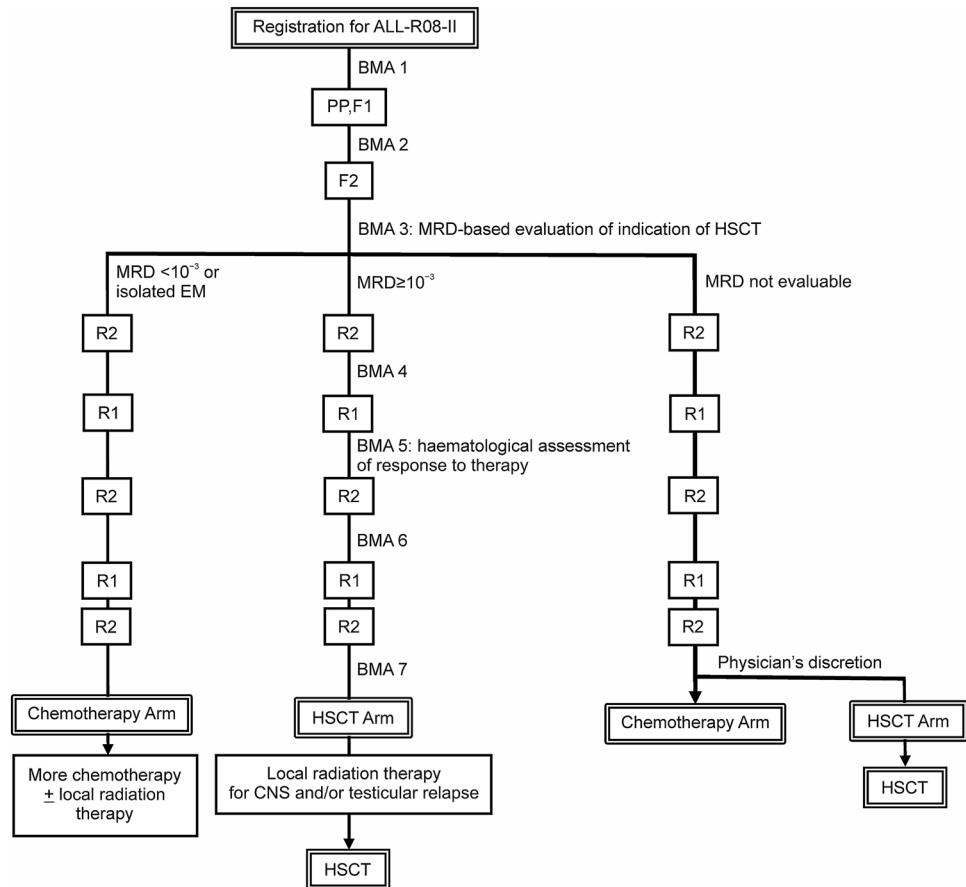 Registration for ALL-R08-II
BMA 1
PP,F1
BMA 2
F2
BMA 3: MRD-based evaluation of indication of HSCT
MRD <10⁻³ or
isolated EM
MRD≥10⁻³
MRD not evaluable
R2
R2
R2
BMA 4
R1
R1
R1
BMA 5: haematological assessment
of response to therapy
R2
R2
R2
BMA 6
R1
R1
R1
R2
R2
R2
BMA 7
Physician's discretion
Chemotherapy Arm
HSCT Arm
Chemotherapy Arm
HSCT Arm
More chemotherapy
± local radiation
therapy
Local radiation therapy
for CNS and/or testicular relapse
HSCT
HSCT